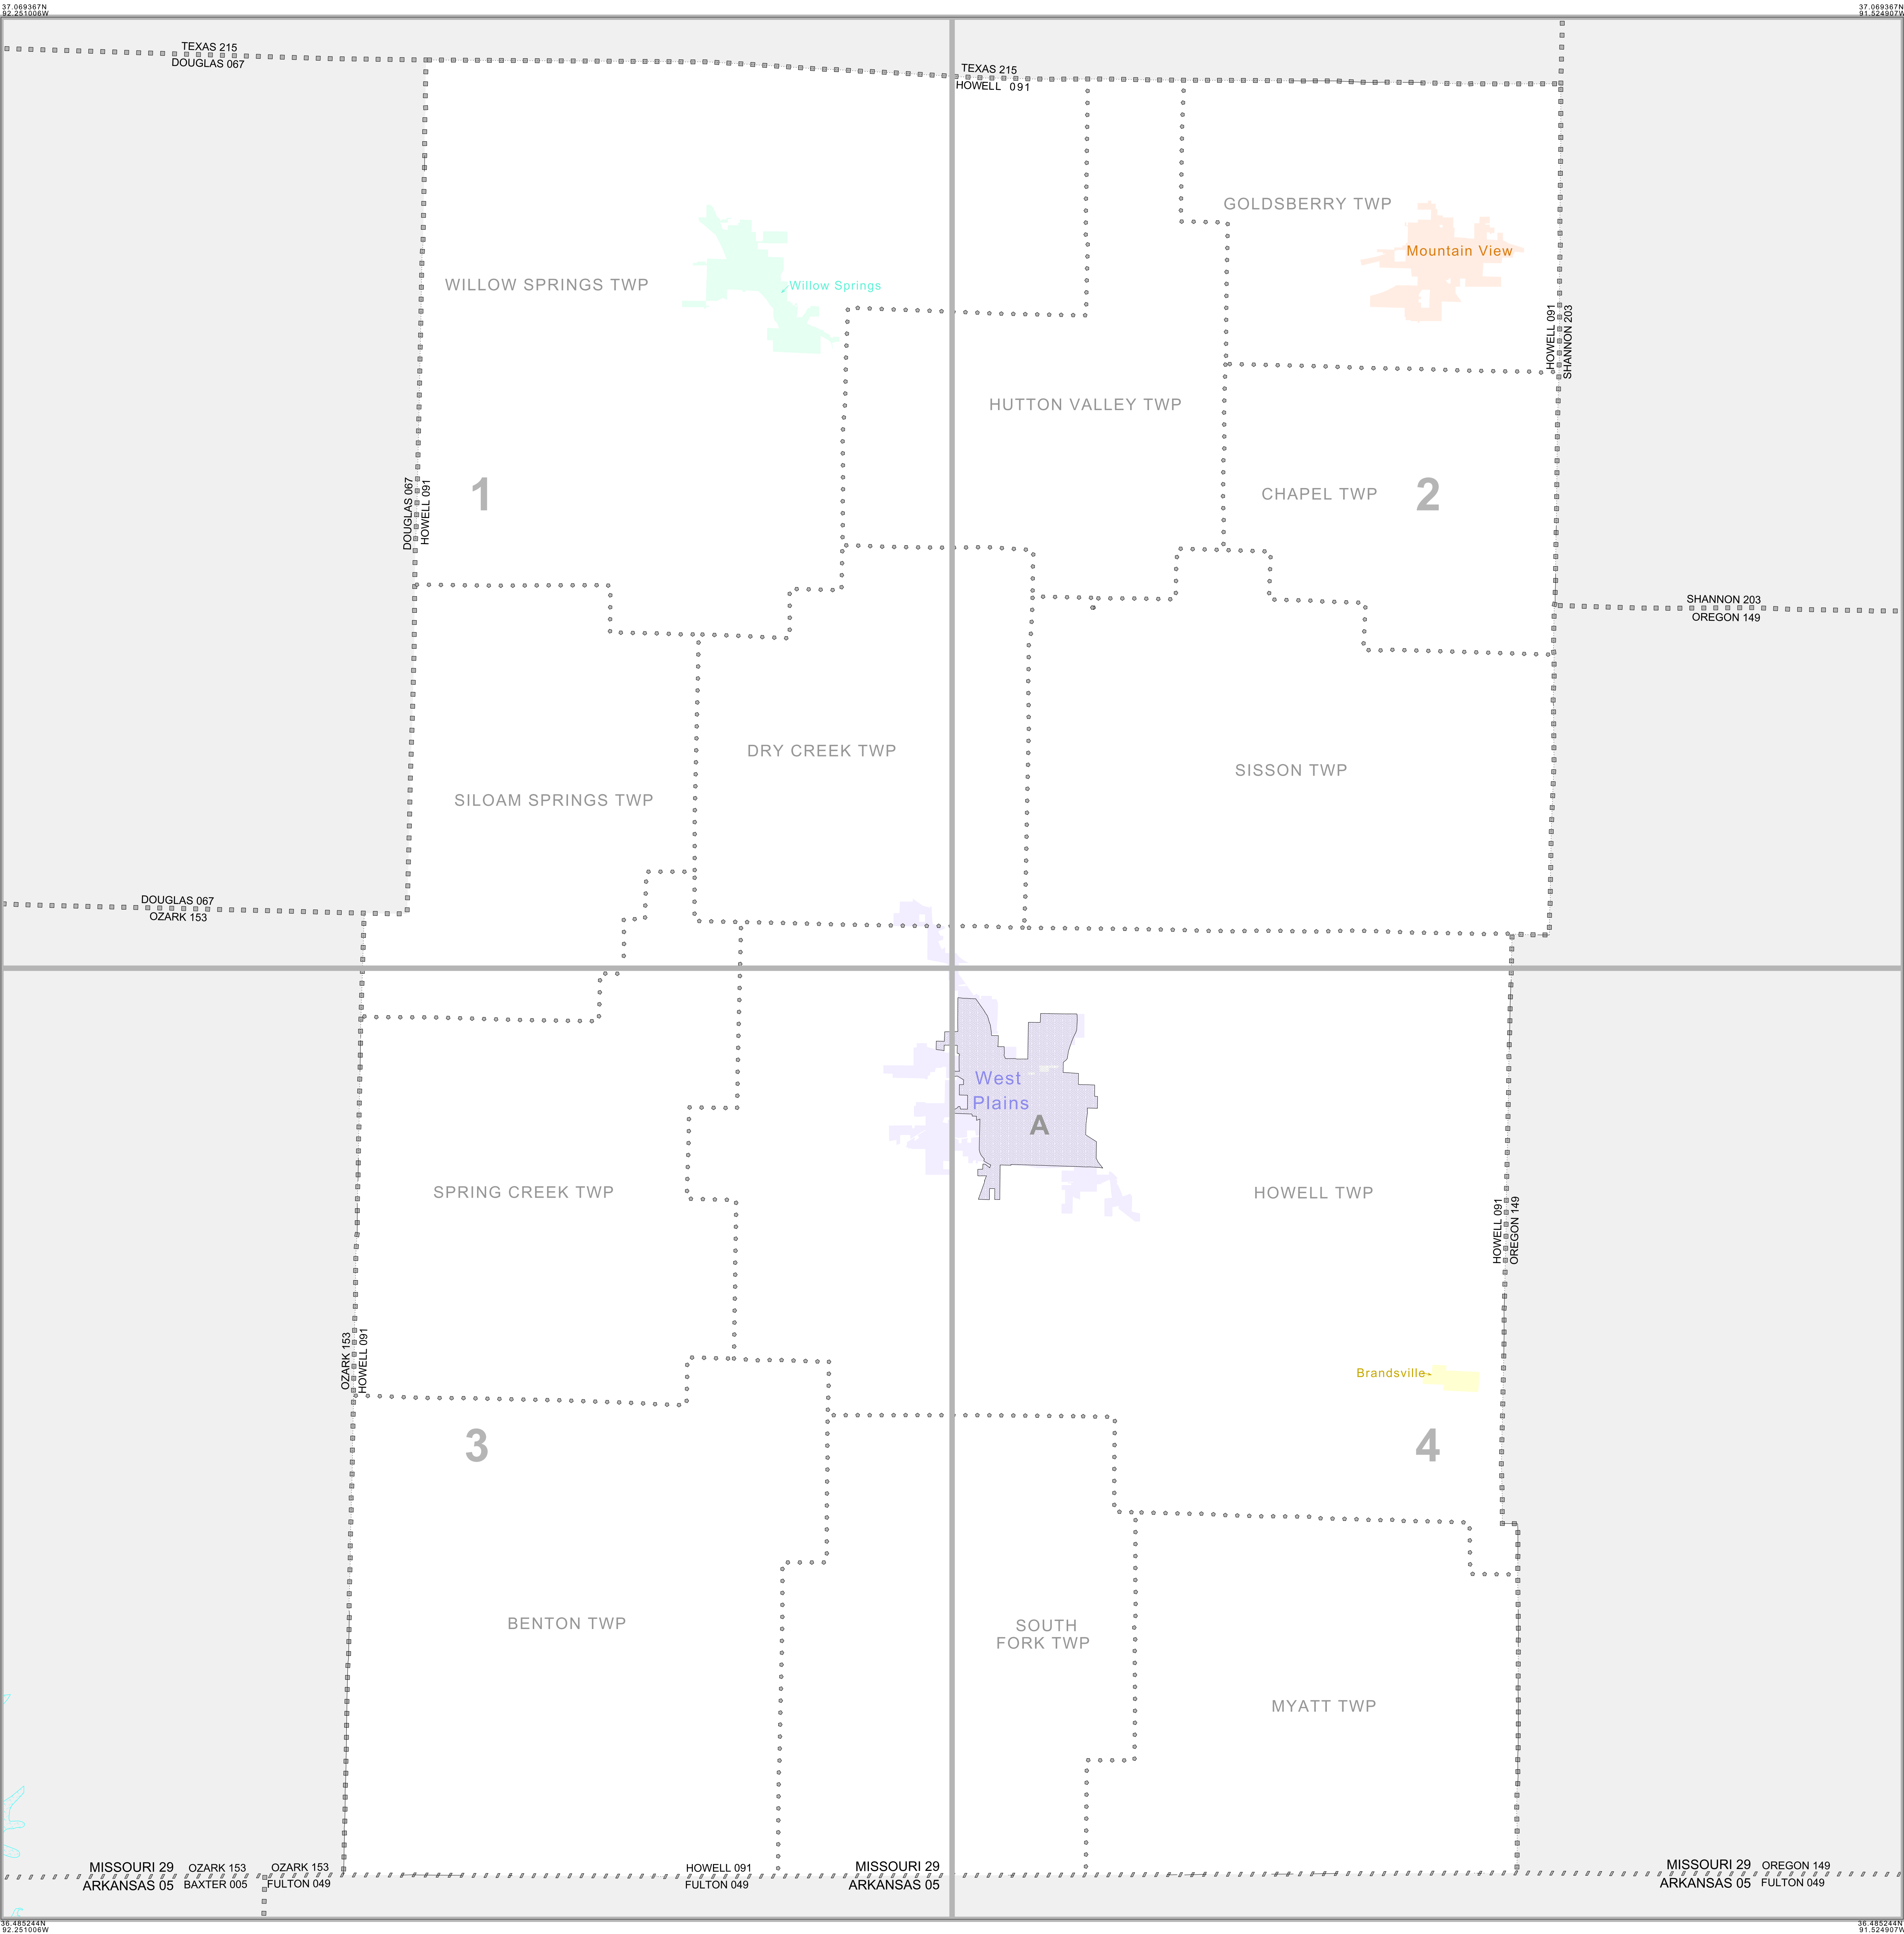 37.069367N
92.251006W
37.069367N
91.524907W
TEXAS 215
DOUGLAS 067
TEXAS 215
HOWELL 091
GOLDSBERRY TWP
Mountain View
WILLOW SPRINGS TWP
Willow Springs
HOWELL 091
SHANNON 203
HUTTON VALLEY TWP
DOUGLAS 067
HOWELL 091
1
CHAPEL TWP
2
SHANNON 203
OREGON 149
DRY CREEK TWP
SISSON TWP
SILOAM SPRINGS TWP
DOUGLAS 067
OZARK 153
West
Plains
A
SPRING CREEK TWP
HOWELL TWP
HOWELL 091
OREGON 149
OZARK 153
HOWELL 091
Brandsville
3
4
BENTON TWP
SOUTH
FORK TWP
MYATT TWP
MISSOURI 29
ARKANSAS 05
OZARK 153
BAXTER 005
OZARK 153
FULTON 049
HOWELL 091
FULTON 049
MISSOURI 29
ARKANSAS 05
MISSOURI 29
ARKANSAS 05
OREGON 149
FULTON 049
36.485244N
92.251006W
36.485244N
91.524907W